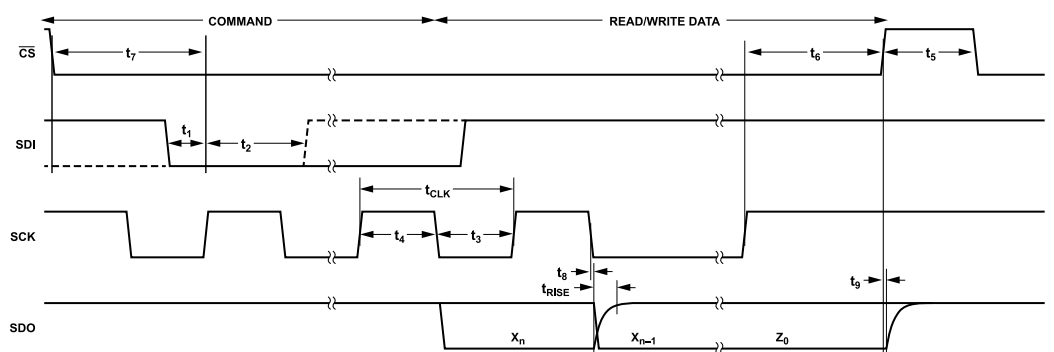 COMMAND READ/WRITE DATA
CS t7 t6 t5
SDI t1 t2
tCLK
SCK t4 t3
t8
tRISE
t9
SDO Xn Xn–1 Z0